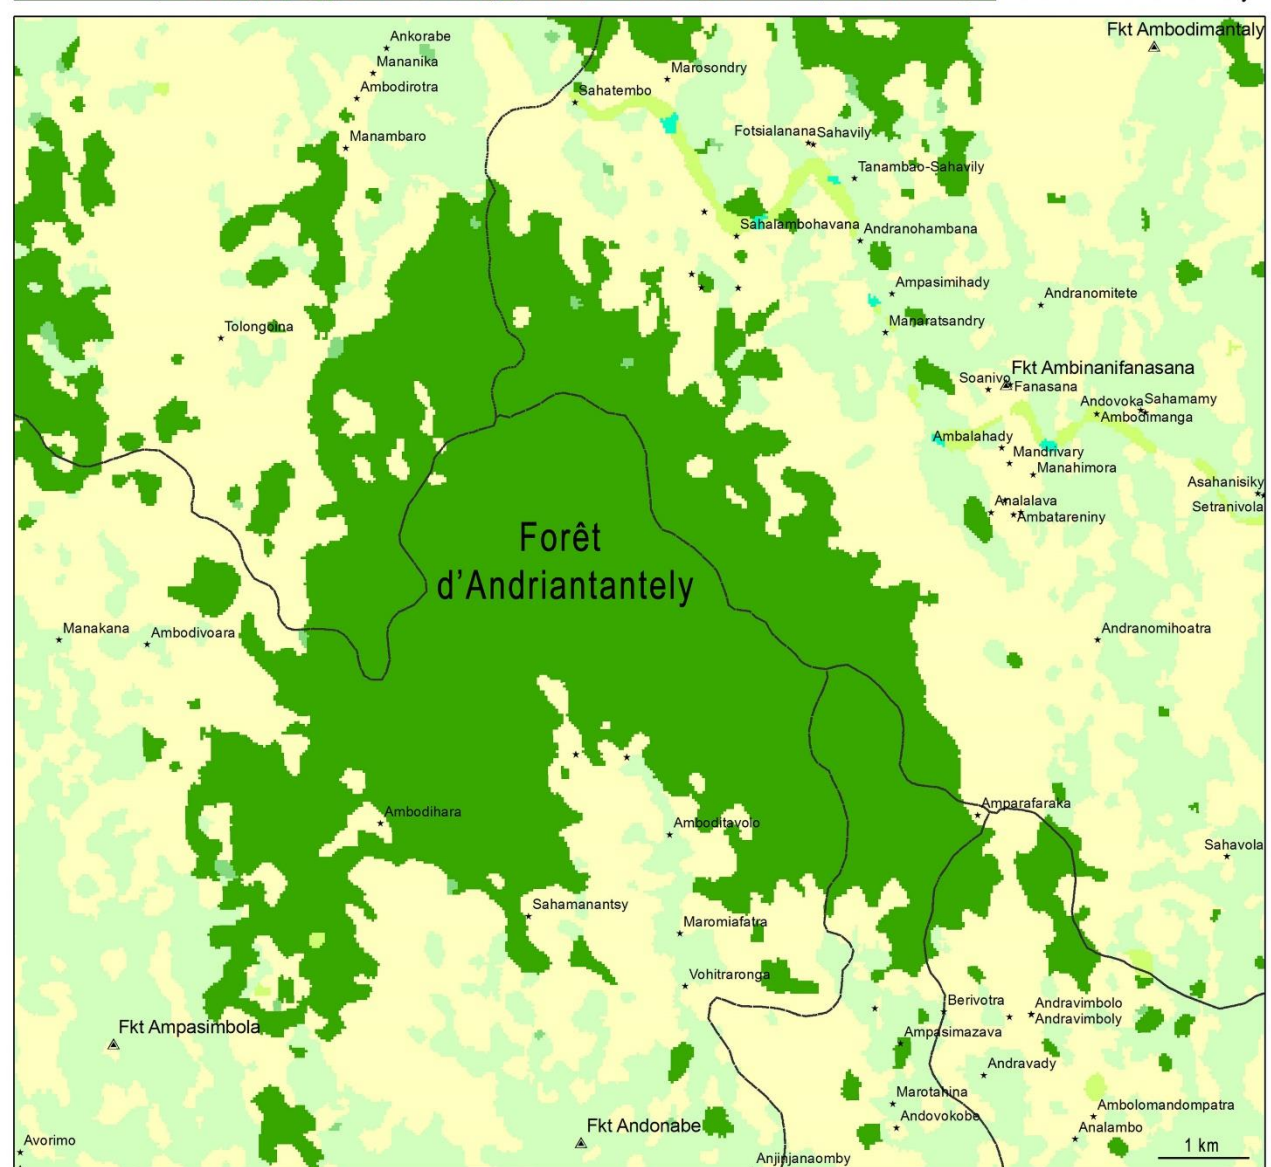 Fkt Ambodimantaly
Ankorabe
Mananika
Marosondry
Ambodirotra
Sahatembo
Fotsialanana
Sahavily
Manambaro
Tanambao-Sahavily
Sahalambohavana
Andranohambana
Ampasimihady
Andranomitete
Manaratsandry
Tolongoina
Fkt Ambinanifanasana
Soanivo
Fanasana
Andovoka
Sahamamy
Ambodimanga
Ambalahady
Mandrivary
Manahimora
Asahanisiky
Setranivola
Analalava
Ambatareniny
Forêt
d'Andriantantely
Manakana
Ambodivoara
Andranomihoatra
Amparafaraka
Ambodihara
Amboditavolo
Sahavola
Sahamanantsy
Maromiafatra
Vohitraronga
Berivotra
Andravimbolo
Andravimboly
Fkt Ampasimbola
Ampasimazava
Andravady
Marotahina
Andovokobe
Ambolomandompatra
Analambo
Fkt Andonabe
Avorimo
Anjinjanaomby
1 km